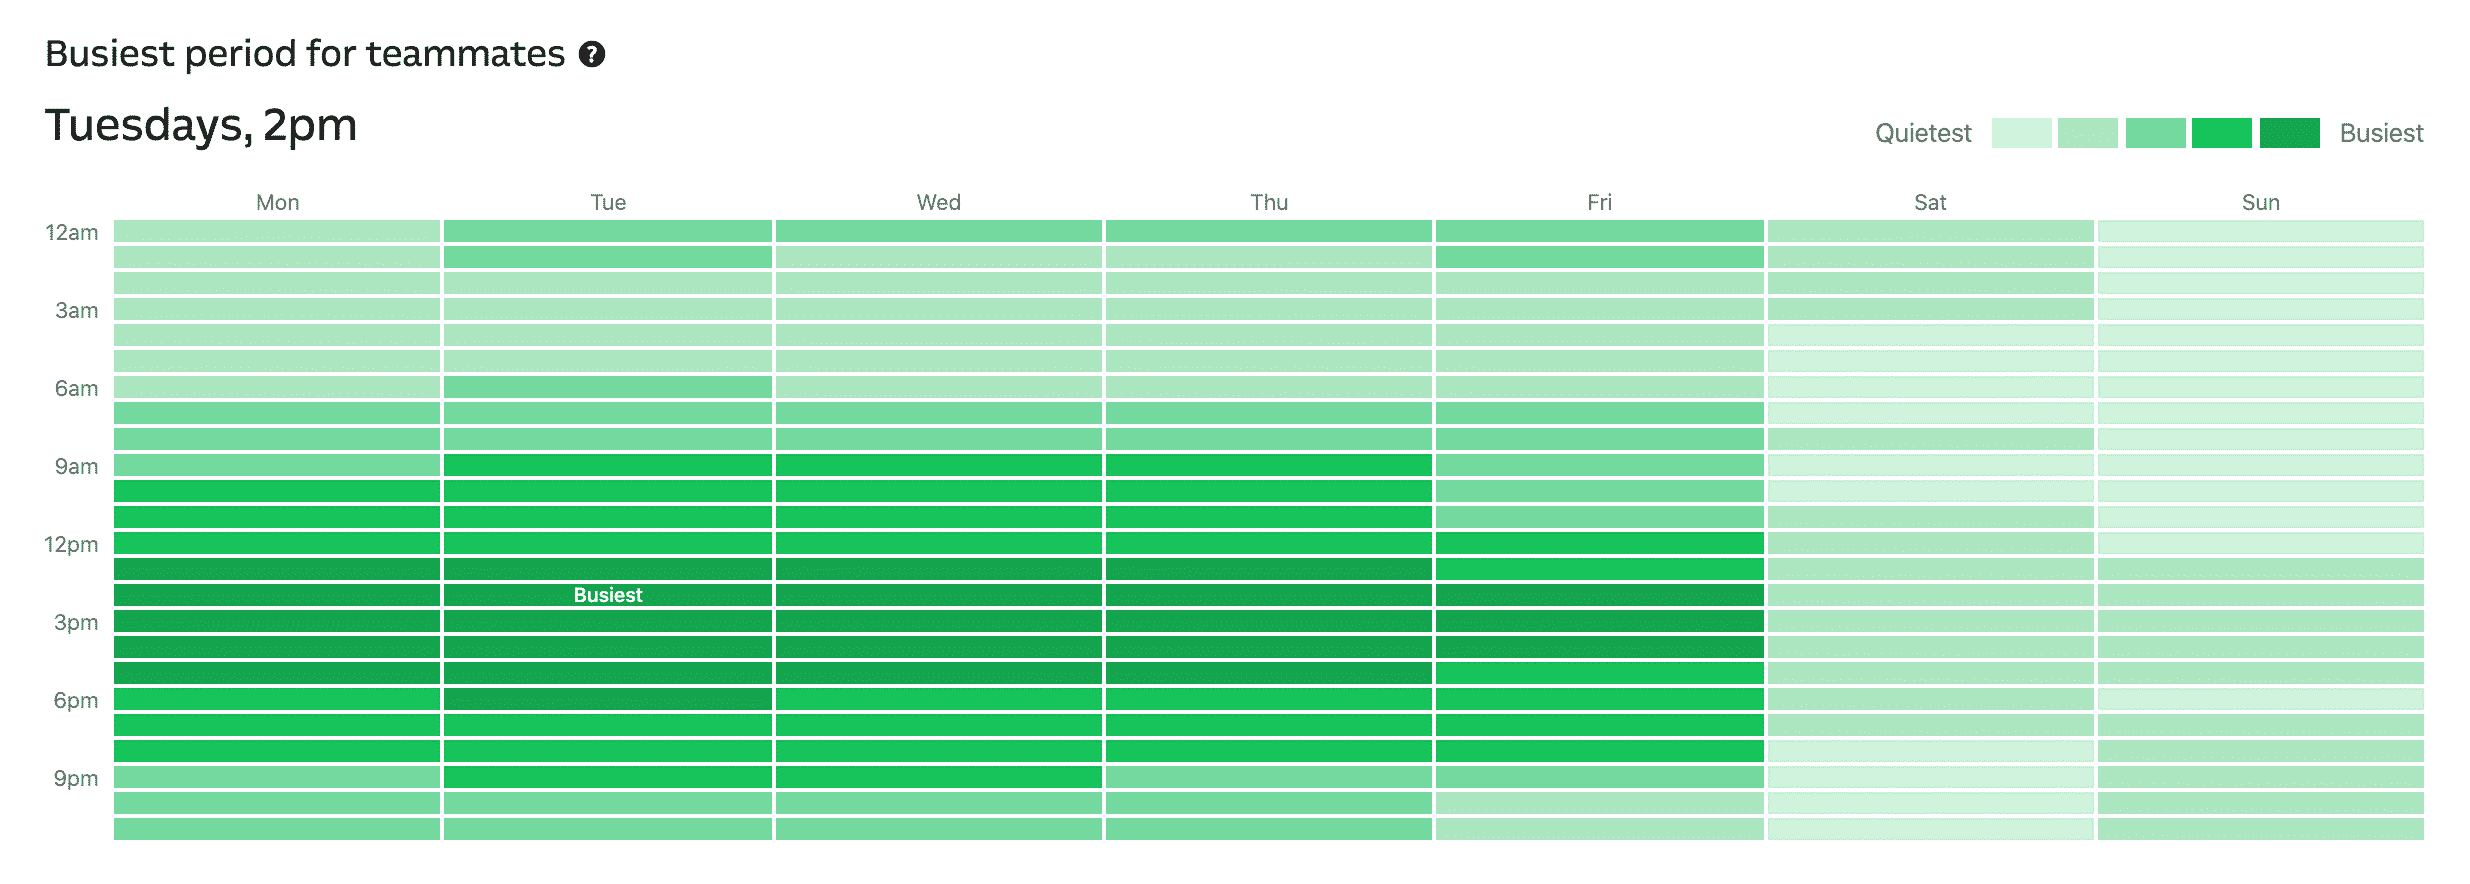 Busiest period for teammates ?
Tuesdays, 2pm
Quietest Busiest
Mon Tue Wed Thu Fri Sat Sun
12am
3am
6am
9am
12pm
Busiest
3pm
6pm
9pm